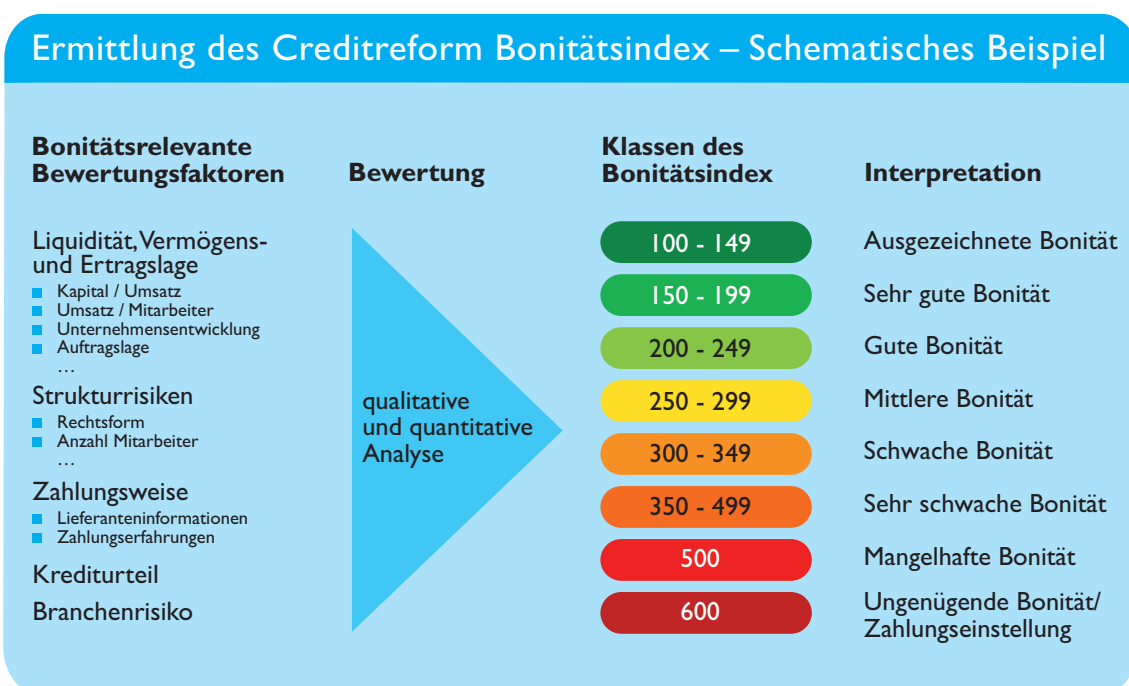 Ermittlung des Creditreform Bonitätsindex – Schematisches Beispiel
Bonitätsrelevante
Bewertungsfaktoren
Liquidität, Vermögens-
und Ertragslage
Kapital / Umsatz
Umsatz / Mitarbeiter
Unternehmensentwicklung
Auftragslage
…
Strukturrisiken
Rechtsform
Anzahl Mitarbeiter
…
Zahlungsweise
Lieferanteninformationen
Zahlungserfahrungen
Krediturteil
Branchenrisiko
Bewertung
qualitative
und quantitative
Analyse
Klassen des
Bonitätsindex
100 - 149
150 - 199
200 - 249
250 - 299
300 - 349
350 - 499
500
600
Interpretation
Ausgezeichnete Bonität
Sehr gute Bonität
Gute Bonität
Mittlere Bonität
Schwache Bonität
Sehr schwache Bonität
Mangelhafte Bonität
Ungenügende Bonität/
Zahlungseinstellung